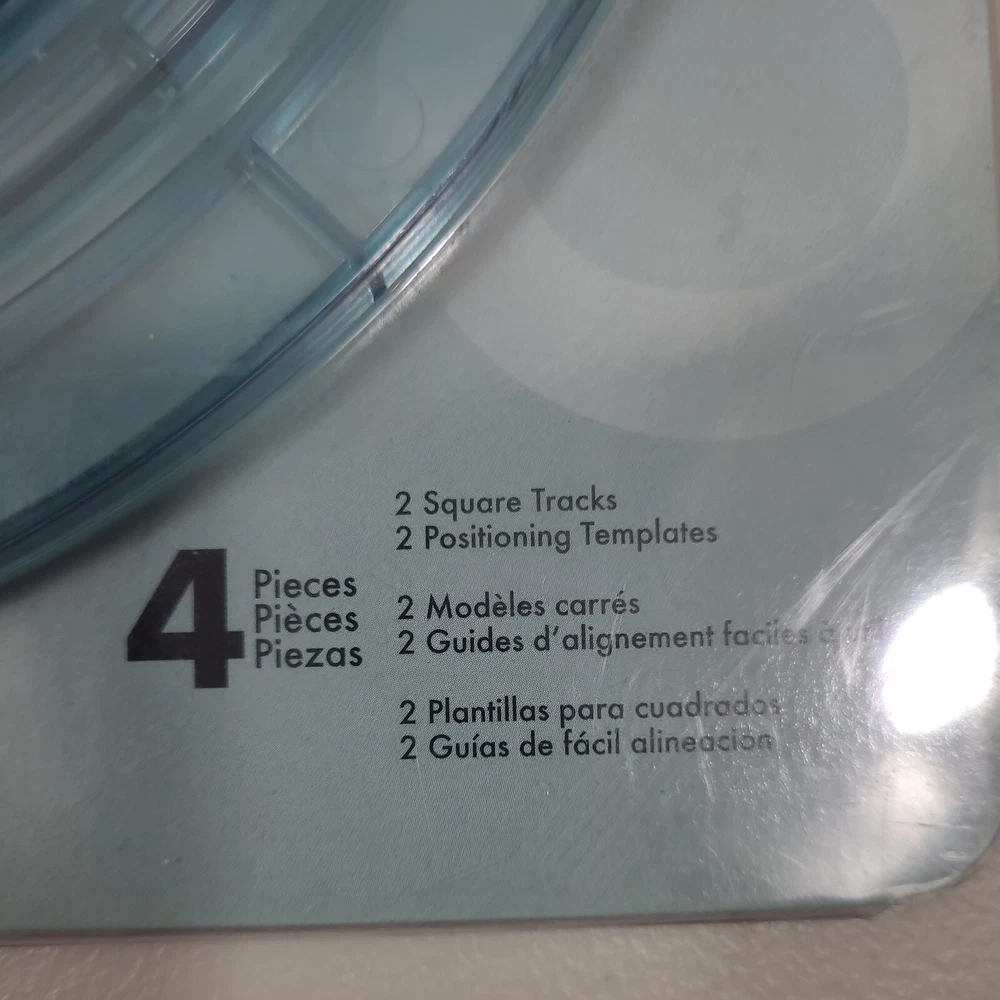 4
Pieces
Pièces
Piezas
2 Square Tracks
2 Positioning Templates
2 Modèles carrés
2 Guides d'alignement faciles à
2 Plantillas para cuadrados
2 Guías de fácil alineacion